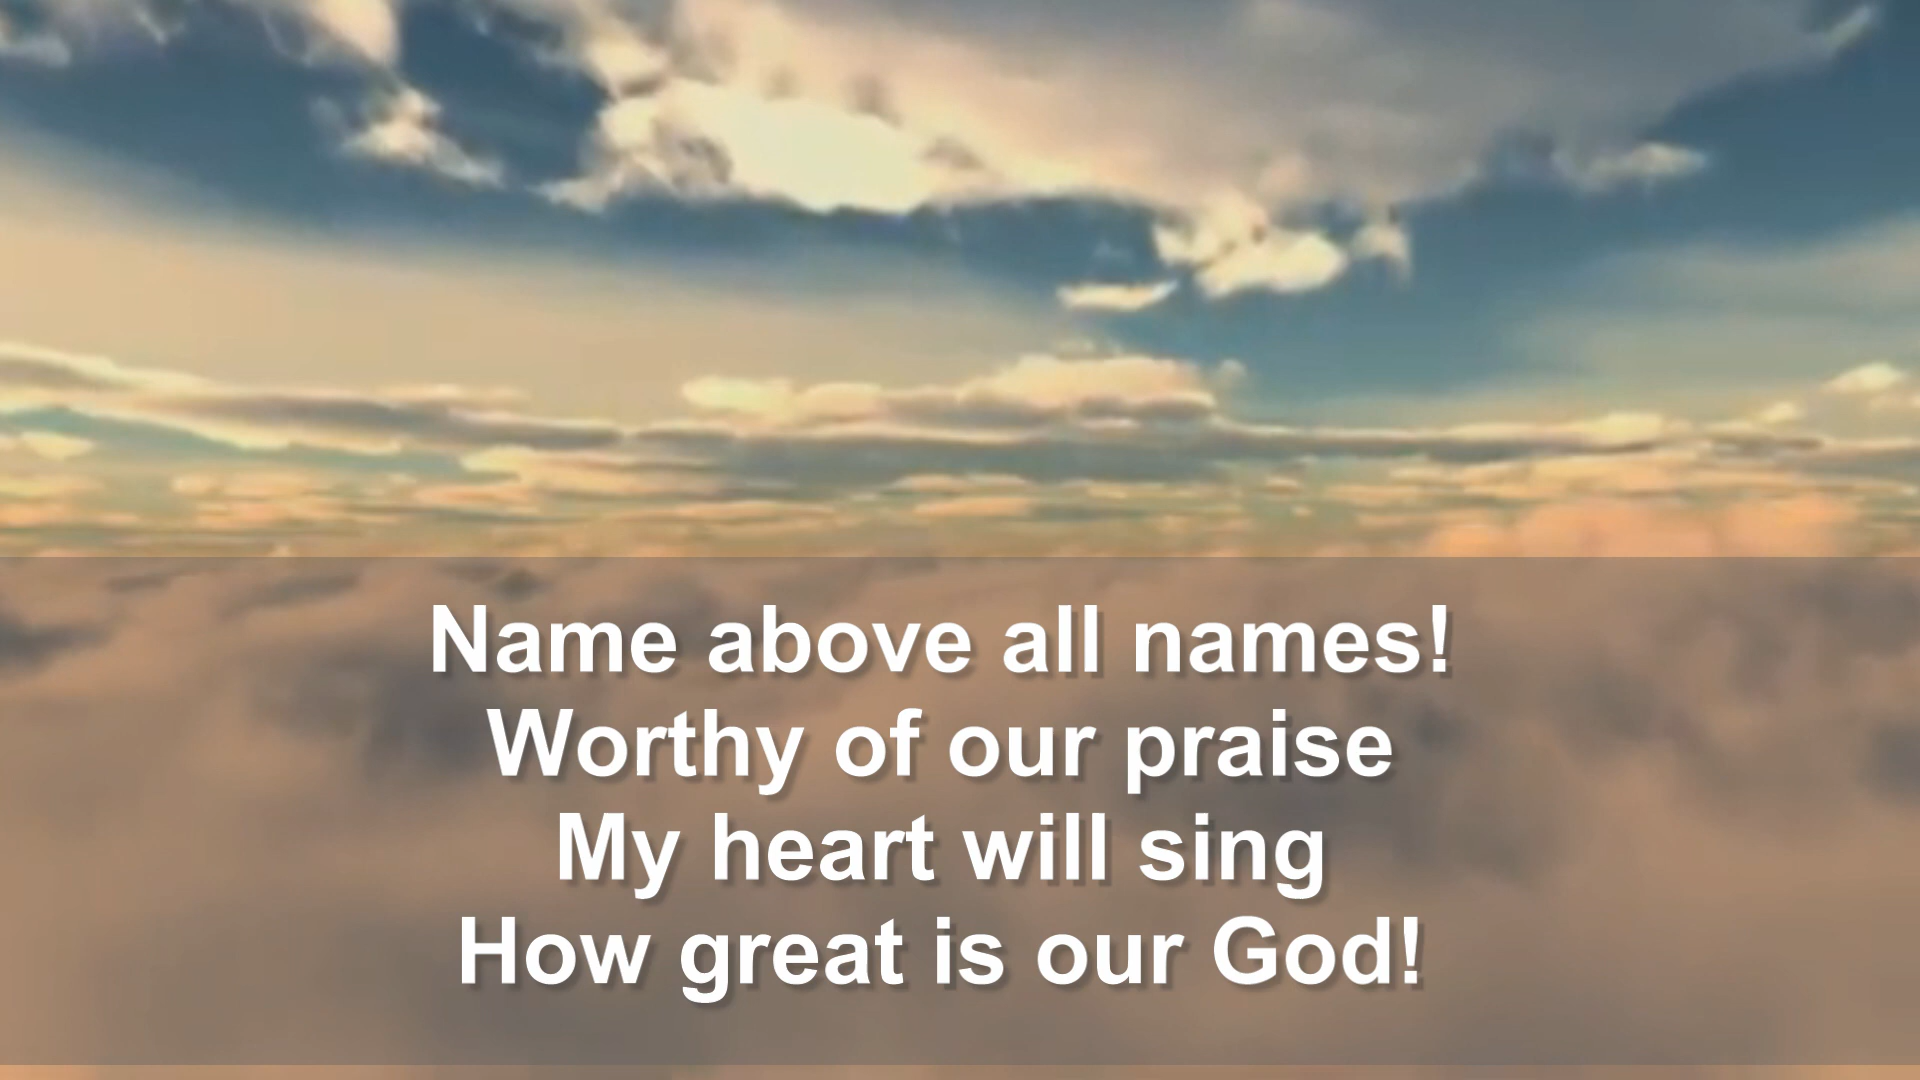 Name above all names!
Worthy of our praise
My heart will sing
How great is our God!